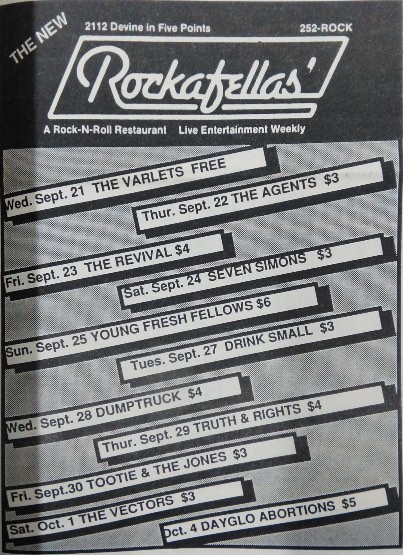 THE NEW
2112 Devine in Five Points
252-ROCK
Rockafellas'
A Rock-N-Roll Restaurant Live Entertainment Weekly
Wed. Sept. 21 THE VARLETS FREE
Thur. Sept. 22 THE AGENTS $3
Fri. Sept. 23 THE REVIVAL $4
Sat. Sept. 24 SEVEN SIMONS $3
Sun. Sept. 25 YOUNG FRESH FELLOWS $6
Tues. Sept. 27 DRINK SMALL $3
Wed. Sept. 28 DUMPTRUCK $4
Thur. Sept. 29 TRUTH & RIGHTS $4
Fri. Sept.30 TOOTIE & THE JONES $3
Sat. Oct. 1 THE VECTORS $3
Oct. 4 DAYGLO ABORTIONS $5